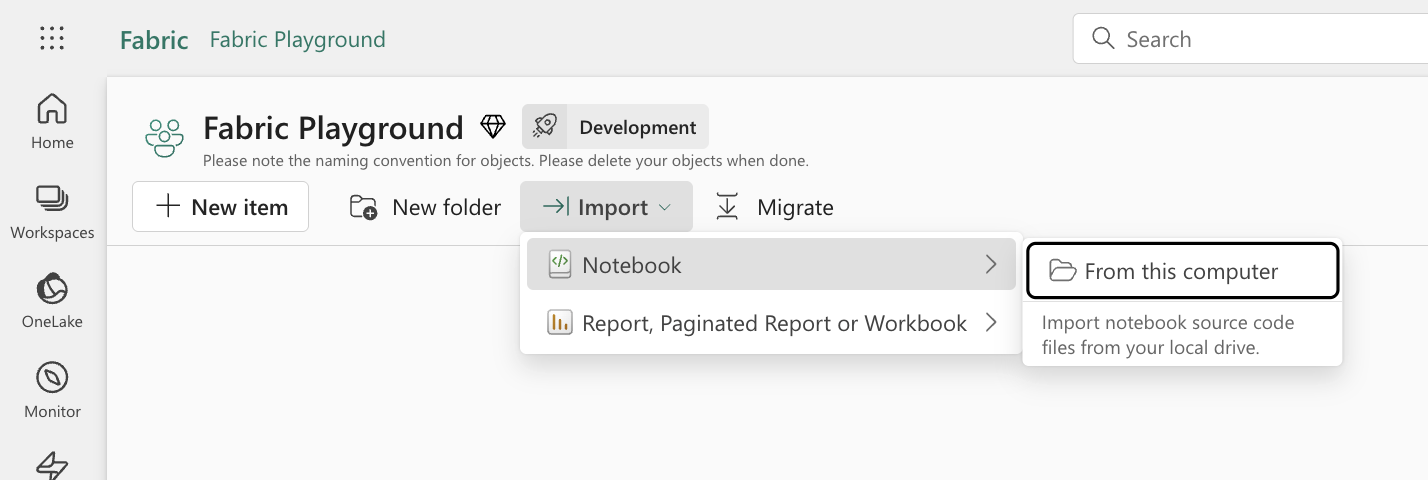 Fabric Fabric Playground
Search
Home
Workspaces
OneLake
Monitor
Fabric Playground
Development
Please note the naming convention for objects. Please delete your objects when done.
New item
New folder
Import
Migrate
Notebook
Report, Paginated Report or Workbook
From this computer
Import notebook source code
files from your local drive.